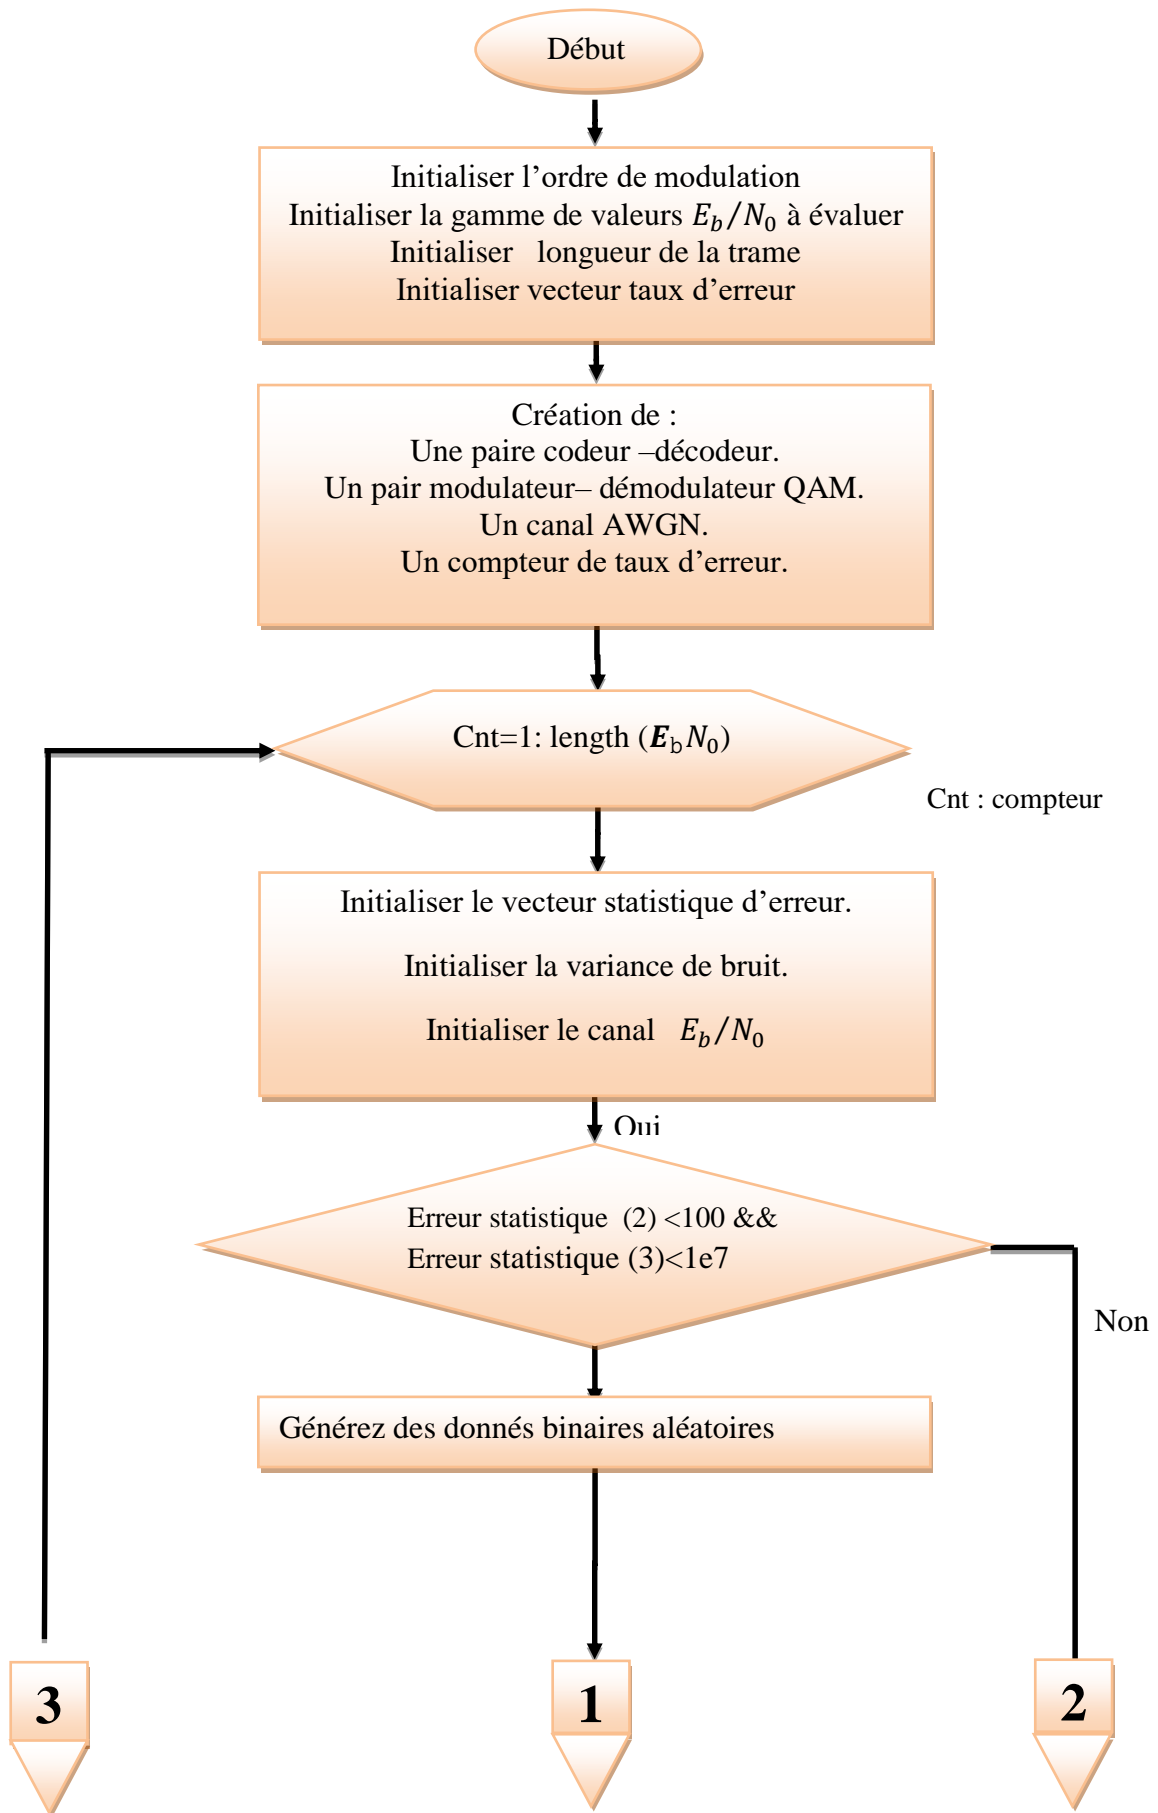 Début
Initialiser l’ordre de modulation
Initialiser la gamme de valeurs E_b/N_0 à évaluer
Initialiser longueur de la trame
Initialiser vecteur taux d’erreur
Création de :
Une paire codeur –décodeur.
Un pair modulateur– démodulateur QAM.
Un canal AWGN.
Un compteur de taux d’erreur.
Cnt=1: length (E_bN_0)
Cnt : compteur
Initialiser le vecteur statistique d’erreur.
Initialiser la variance de bruit.
Initialiser le canal E_b/N_0
Oui
Erreur statistique (2) <100 &&
Erreur statistique (3)<1e7
Non
Générez des donnés binaires aléatoires
3
1
2